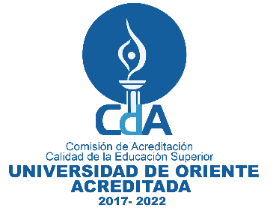 CdA
Comisión de Acreditación
Calidad de la Educación Superior
UNIVERSIDAD DE ORIENTE
ACREDITADA
2017- 2022